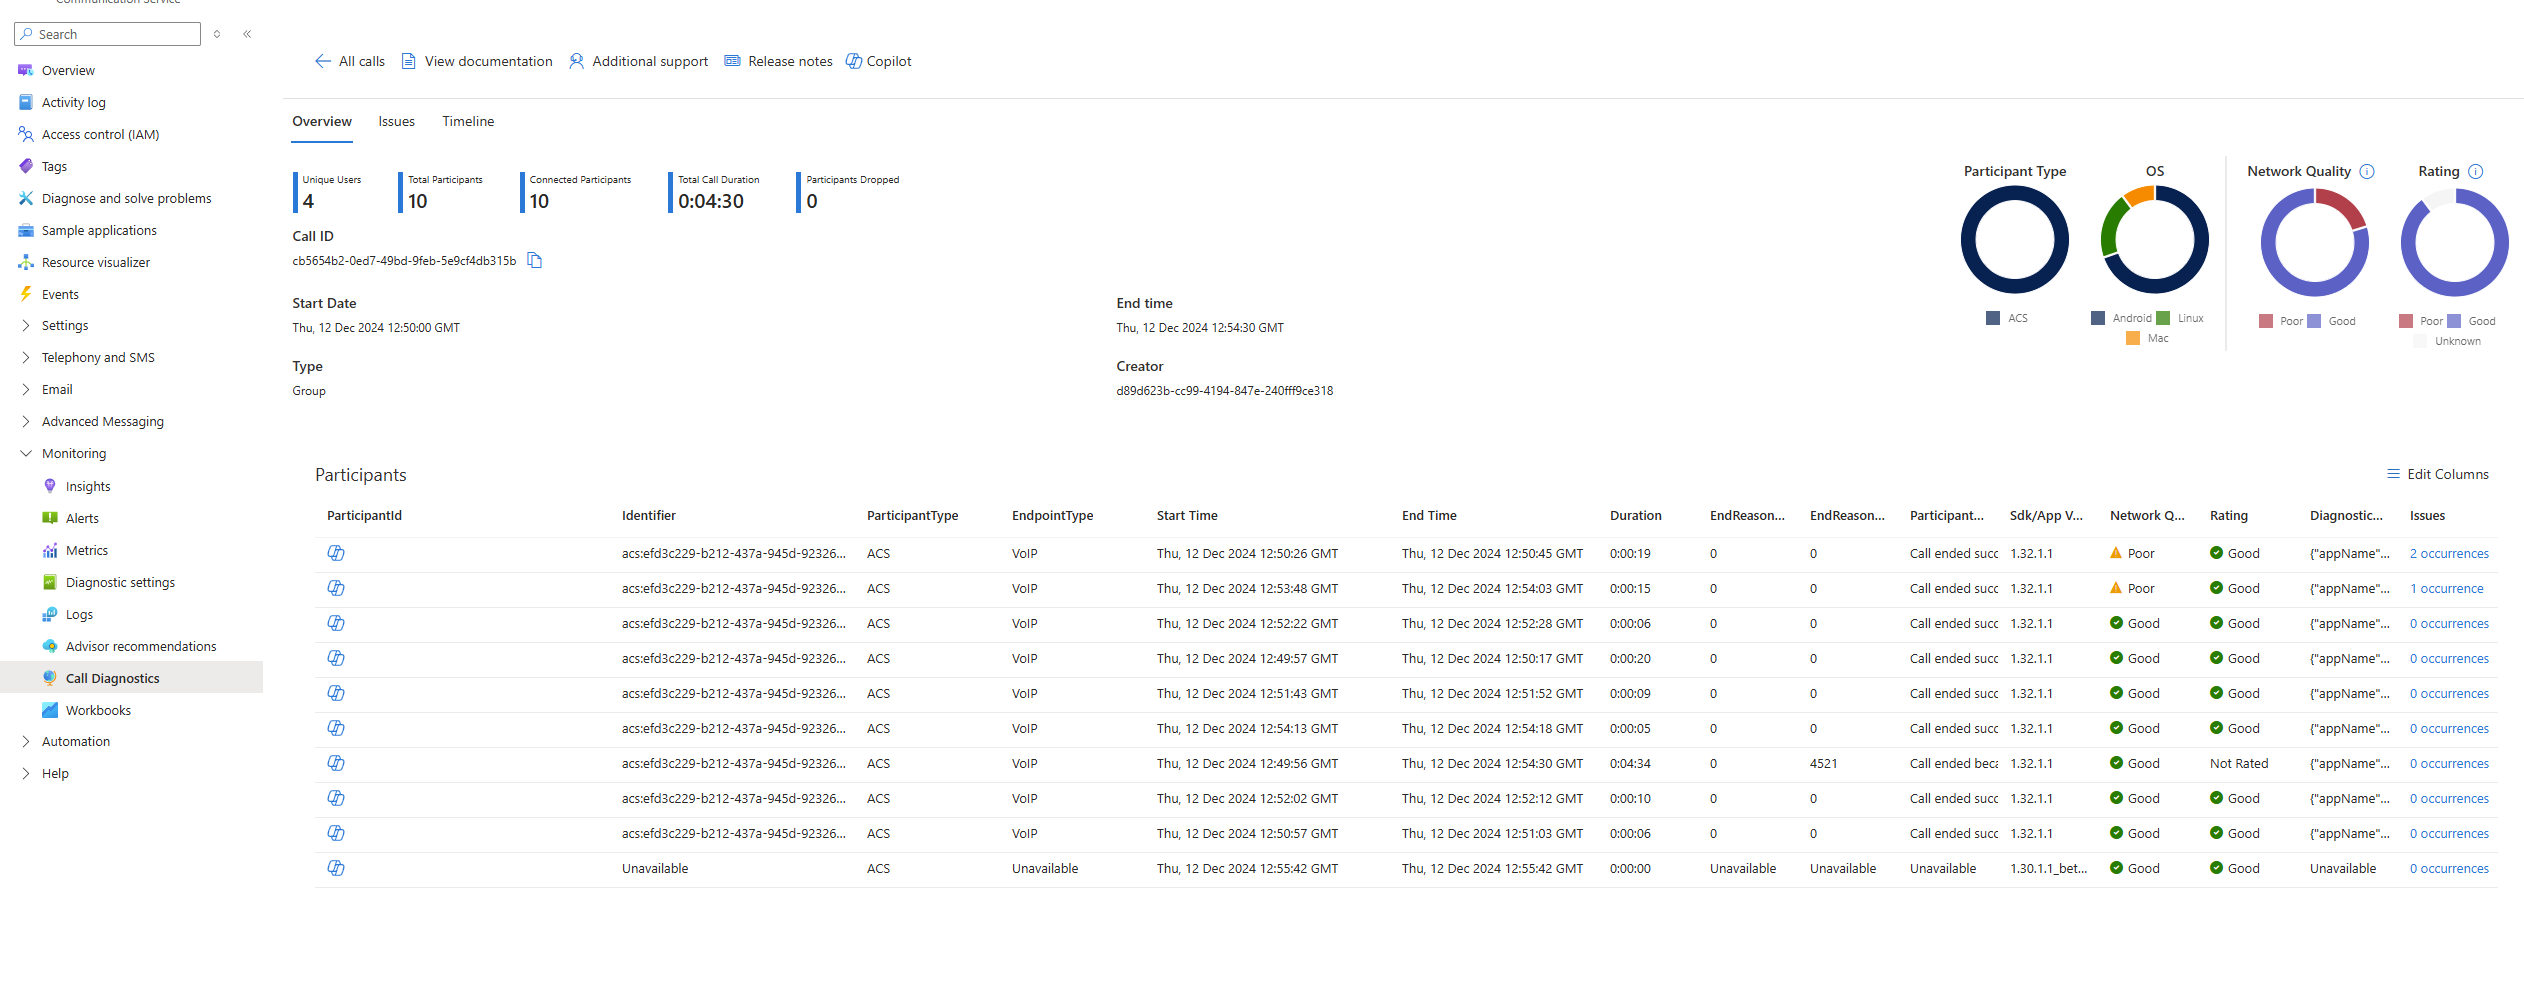 Communication Service
Search
Overview
Activity log
Access control (IAM)
Tags
Diagnose and solve problems
Sample applications
Resource visualizer
Events
Settings
Telephony and SMS
Email
Advanced Messaging
Monitoring
Insights
Alerts
Metrics
Diagnostic settings
Logs
Advisor recommendations
Call Diagnostics
Workbooks
Automation
Help
All calls View documentation Additional support Release notes Copilot
Overview Issues Timeline
Unique Users Total Participants Connected Participants Total Call Duration Participants Dropped
4 10 10 0:04:30 0
Call ID
cb5654b2-0ed7-49bd-9feb-5e9cf4db315b
Start Date End time
Thu, 12 Dec 2024 12:50:00 GMT Thu, 12 Dec 2024 12:54:30 GMT
Type Creator
Group d89d623b-cc99-4194-847e-240fff9ce318
Participant Type OS Network Quality Rating
ACS Android Linux Poor Good Poor Good
Mac Unknown
Participants Edit Columns
ParticipantId Identifier ParticipantType EndpointType Start Time End Time Duration EndReason... EndReason... Participant... Sdk/App V... Network Q... Rating Diagnostic... Issues
acs:efd3c229-b212-437a-945d-92326... ACS VoIP Thu, 12 Dec 2024 12:50:26 GMT Thu, 12 Dec 2024 12:50:45 GMT 0:00:19 0 0 Call ended succ 1.32.1.1 Poor Good {"appName"... 2 occurrences
acs:efd3c229-b212-437a-945d-92326... ACS VoIP Thu, 12 Dec 2024 12:53:48 GMT Thu, 12 Dec 2024 12:54:03 GMT 0:00:15 0 0 Call ended succ 1.32.1.1 Poor Good {"appName"... 1 occurrence
acs:efd3c229-b212-437a-945d-92326... ACS VoIP Thu, 12 Dec 2024 12:52:22 GMT Thu, 12 Dec 2024 12:52:28 GMT 0:00:06 0 0 Call ended succ 1.32.1.1 Good Good {"appName"... 0 occurrences
acs:efd3c229-b212-437a-945d-92326... ACS VoIP Thu, 12 Dec 2024 12:49:57 GMT Thu, 12 Dec 2024 12:50:17 GMT 0:00:20 0 0 Call ended succ 1.32.1.1 Good Good {"appName"... 0 occurrences
acs:efd3c229-b212-437a-945d-92326... ACS VoIP Thu, 12 Dec 2024 12:51:43 GMT Thu, 12 Dec 2024 12:51:52 GMT 0:00:09 0 0 Call ended succ 1.32.1.1 Good Good {"appName"... 0 occurrences
acs:efd3c229-b212-437a-945d-92326... ACS VoIP Thu, 12 Dec 2024 12:54:13 GMT Thu, 12 Dec 2024 12:54:18 GMT 0:00:05 0 0 Call ended succ 1.32.1.1 Good Good {"appName"... 0 occurrences
acs:efd3c229-b212-437a-945d-92326... ACS VoIP Thu, 12 Dec 2024 12:49:56 GMT Thu, 12 Dec 2024 12:54:30 GMT 0:04:34 0 4521 Call ended beca 1.32.1.1 Good Not Rated {"appName"... 0 occurrences
acs:efd3c229-b212-437a-945d-92326... ACS VoIP Thu, 12 Dec 2024 12:52:02 GMT Thu, 12 Dec 2024 12:52:12 GMT 0:00:10 0 0 Call ended succ 1.32.1.1 Good Good {"appName"... 0 occurrences
acs:efd3c229-b212-437a-945d-92326... ACS VoIP Thu, 12 Dec 2024 12:50:57 GMT Thu, 12 Dec 2024 12:51:03 GMT 0:00:06 0 0 Call ended succ 1.32.1.1 Good Good {"appName"... 0 occurrences
Unavailable ACS Unavailable Thu, 12 Dec 2024 12:55:42 GMT Thu, 12 Dec 2024 12:55:42 GMT 0:00:00 Unavailable Unavailable Unavailable 1.30.1.1_bet... Good Good Unavailable 0 occurrences